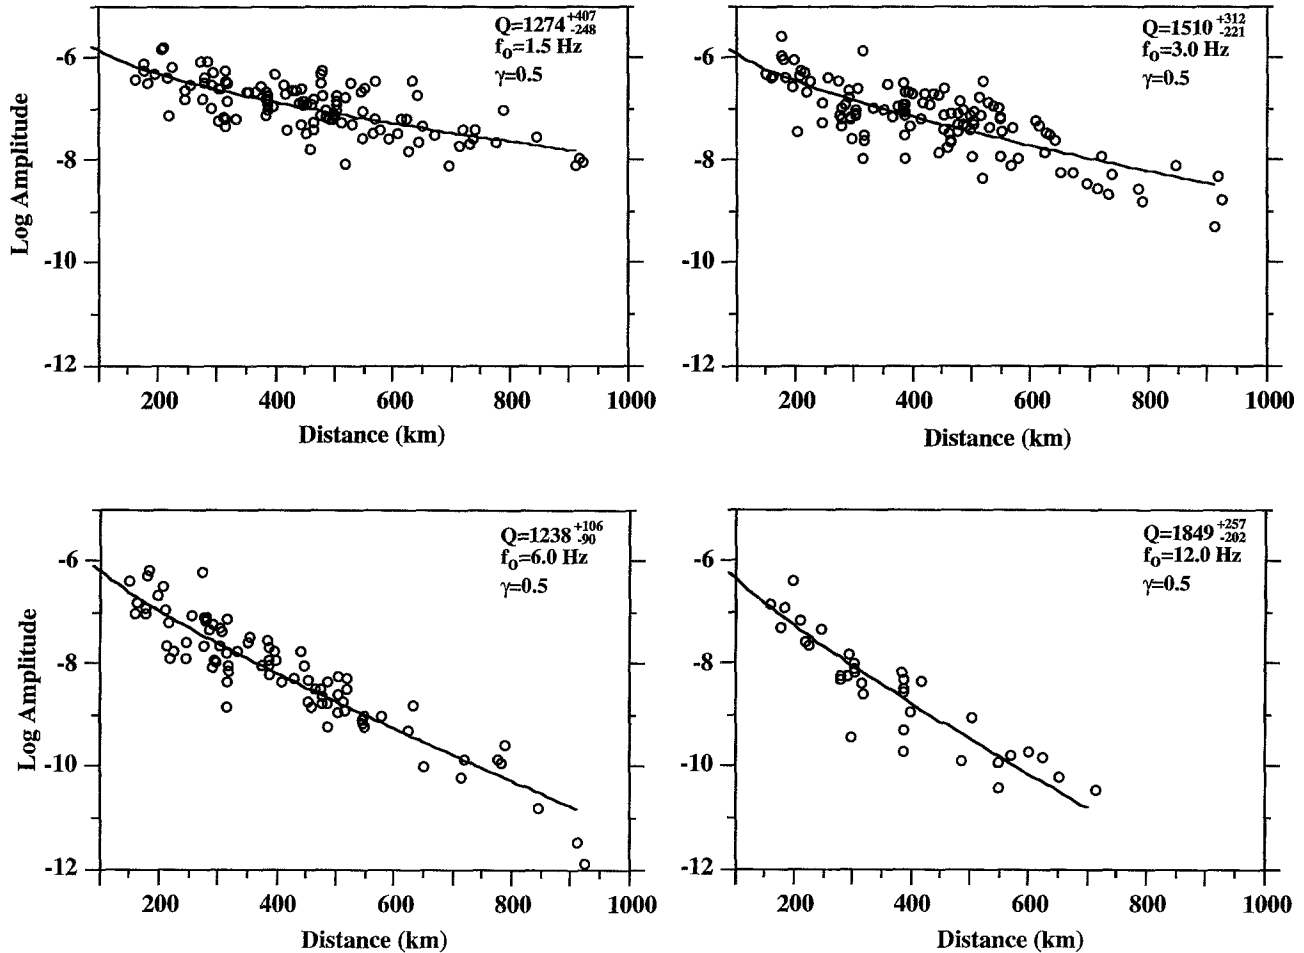 Q=1274 +407 -248
f₀=1.5 Hz
γ=0.5
-6
-8
-10
-12
Log Amplitude
200 400 600 800 1000
Distance (km)
Q=1510 +312 -221
f₀=3.0 Hz
γ=0.5
-6
-8
-10
-12
200 400 600 800 1000
Distance (km)
Q=1238 +106 -90
f₀=6.0 Hz
γ=0.5
-6
-8
-10
-12
Log Amplitude
200 400 600 800 1000
Distance (km)
Q=1849 +257 -202
f₀=12.0 Hz
γ=0.5
-6
-8
-10
-12
200 400 600 800 1000
Distance (km)